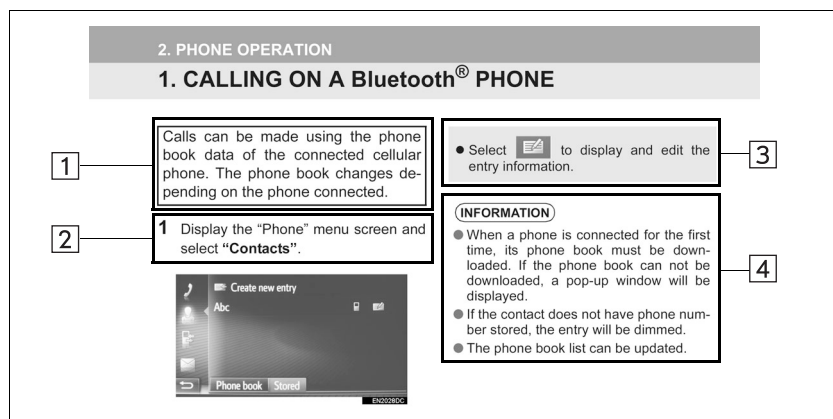 2. PHONE OPERATION
1. CALLING ON A Bluetooth® PHONE
1
Calls can be made using the phone
book data of the connected cellular
phone. The phone book changes de-
pending on the phone connected.
2
1 Display the “Phone” menu screen and
select “Contacts”.
Create new entry
Abc
Phone book Stored
EN2028DC
● Select to display and edit the
entry information.
3
INFORMATION
● When a phone is connected for the first
time, its phone book must be down-
loaded. If the phone book can not be
downloaded, a pop-up window will be
displayed.
● If the contact does not have phone num-
ber stored, the entry will be dimmed.
● The phone book list can be updated.
4